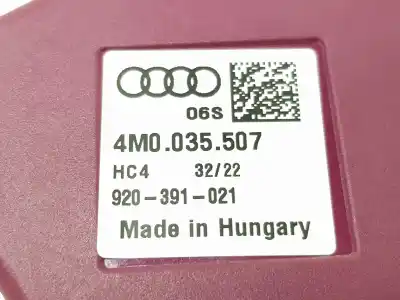 06S
4M0.035.507
HC4 32/22
920-391-021
Made in Hungary